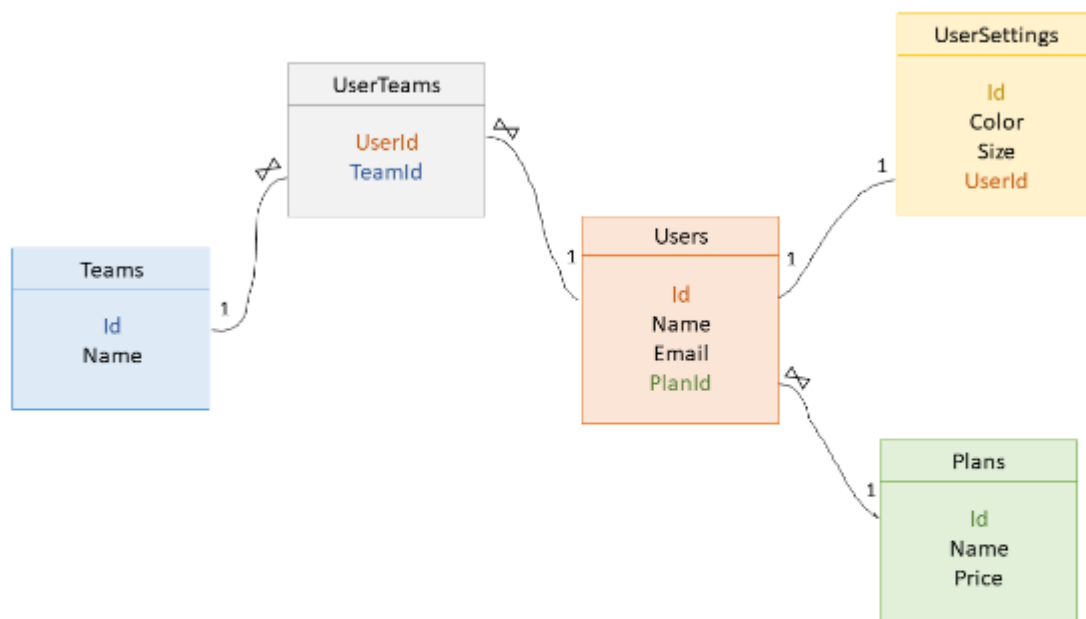 UserSettings
Id
Color
Size
UserId
1
UserTeams
UserId
TeamId
Teams
Id
Name
1
Users
Id
Name
Email
PlanId
1
1
Plans
Id
Name
Price
1